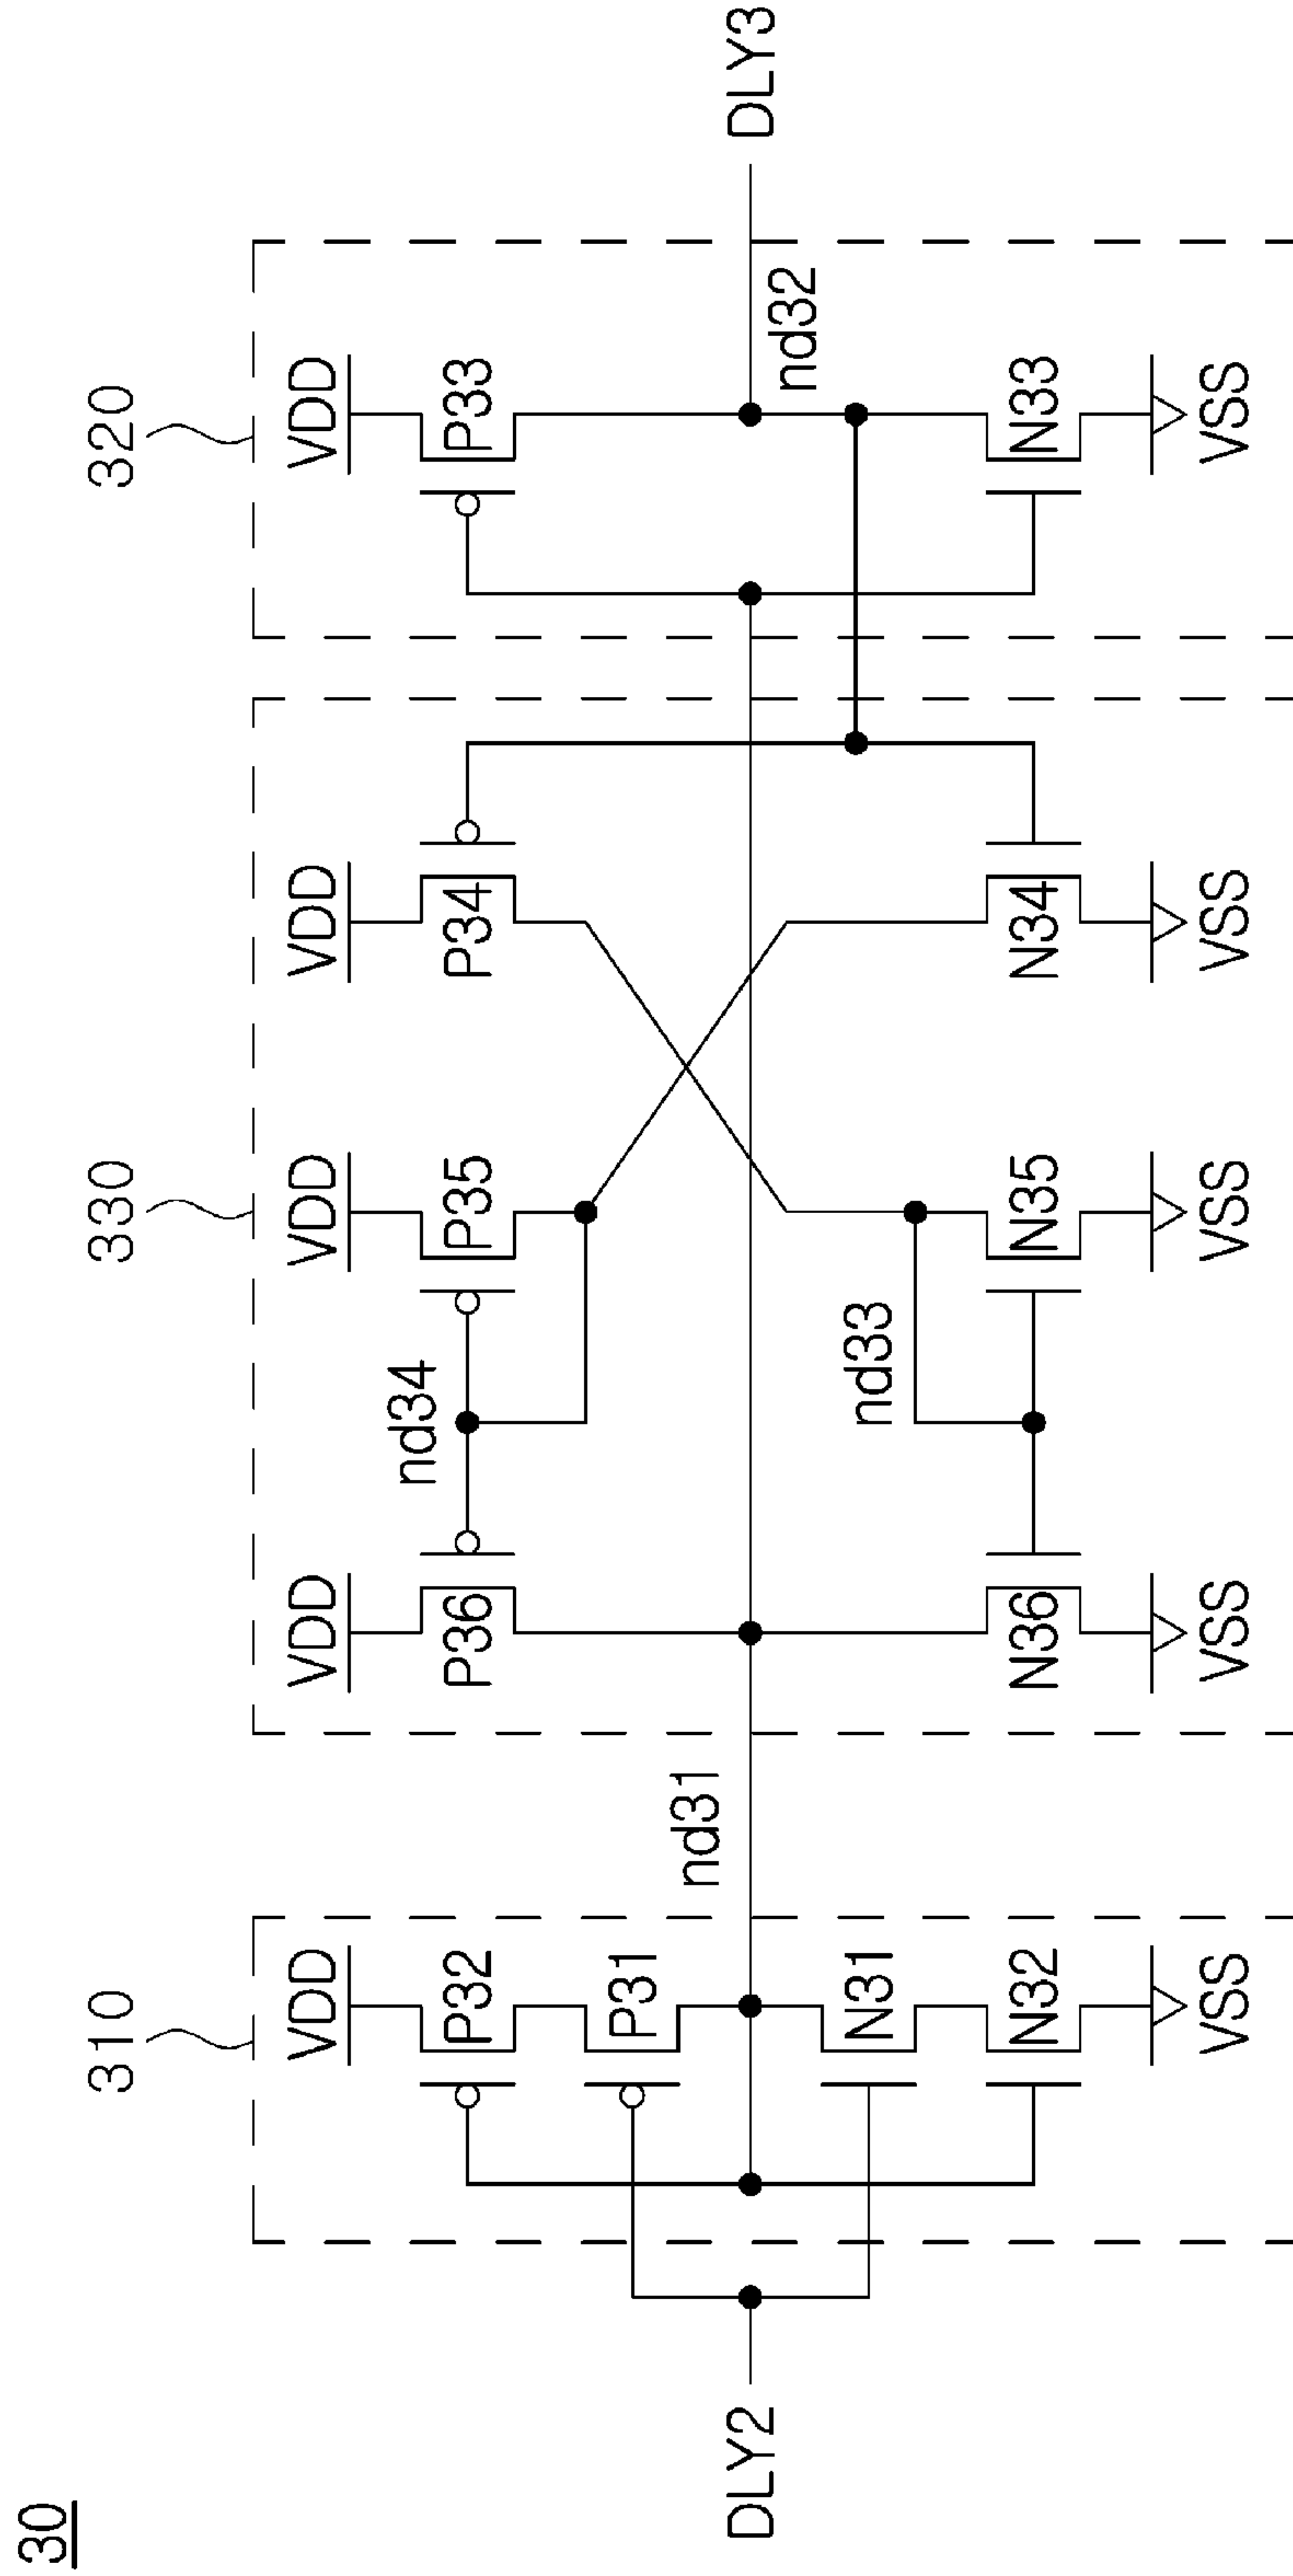 30
310
330
320
VDD
VDD
VDD
VDD
VDD
P32
P36
P35
P34
P33
nd34
P31
nd31
DLY2
DLY3
nd32
N31
nd33
N32
N36
N35
N34
N33
VSS
VSS
VSS
VSS
VSS